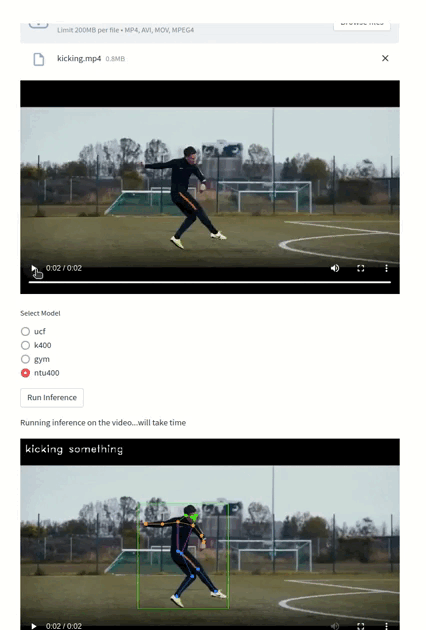 Limit 200MB per file • MP4, AVI, MOV, MPEG4
Browse files
kicking.mp4 0.8MB
0:02 / 0:02
Select Model
ucf
k400
gym
ntu400
Run Inference
Running inference on the video...will take time
kicking something
0:02 / 0:02